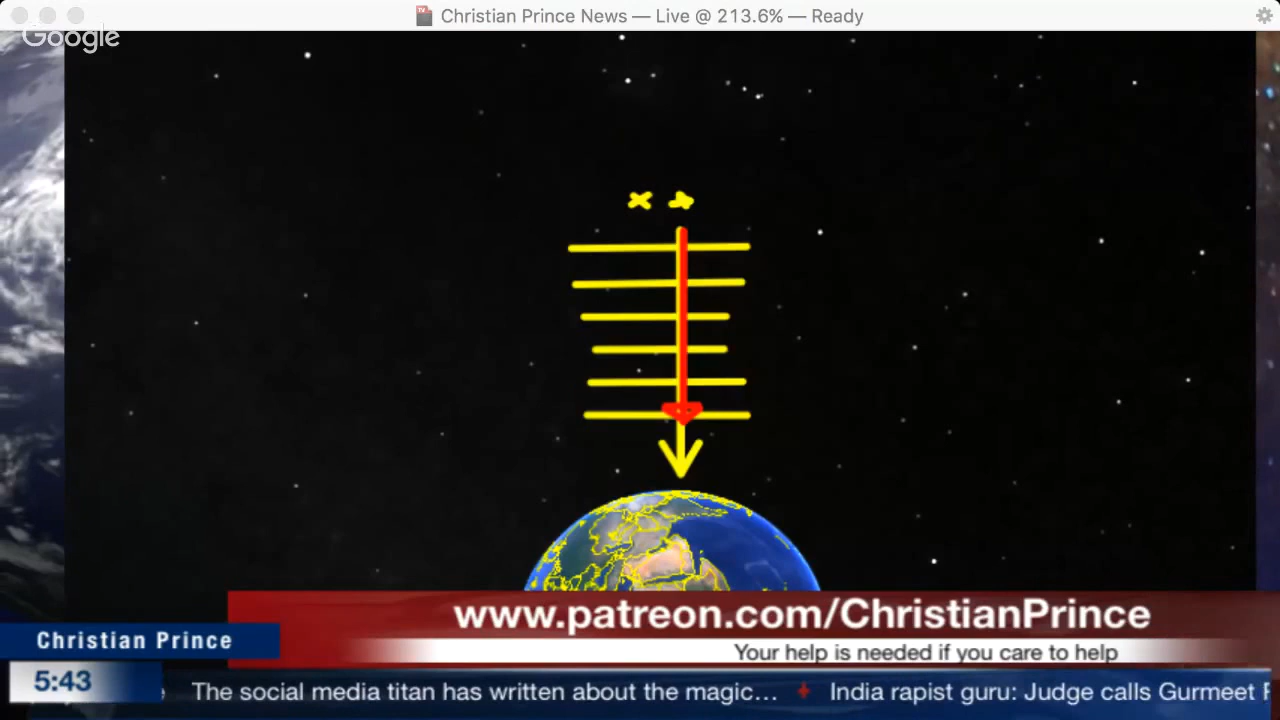 Christian Prince News — Live @ 213.6% — Ready
Google
www.patreon.com/ChristianPrince
Your help is needed if you care to help
Christian Prince
5:43
The social media titan has written about the magic... India rapist guru: Judge calls Gurmeet